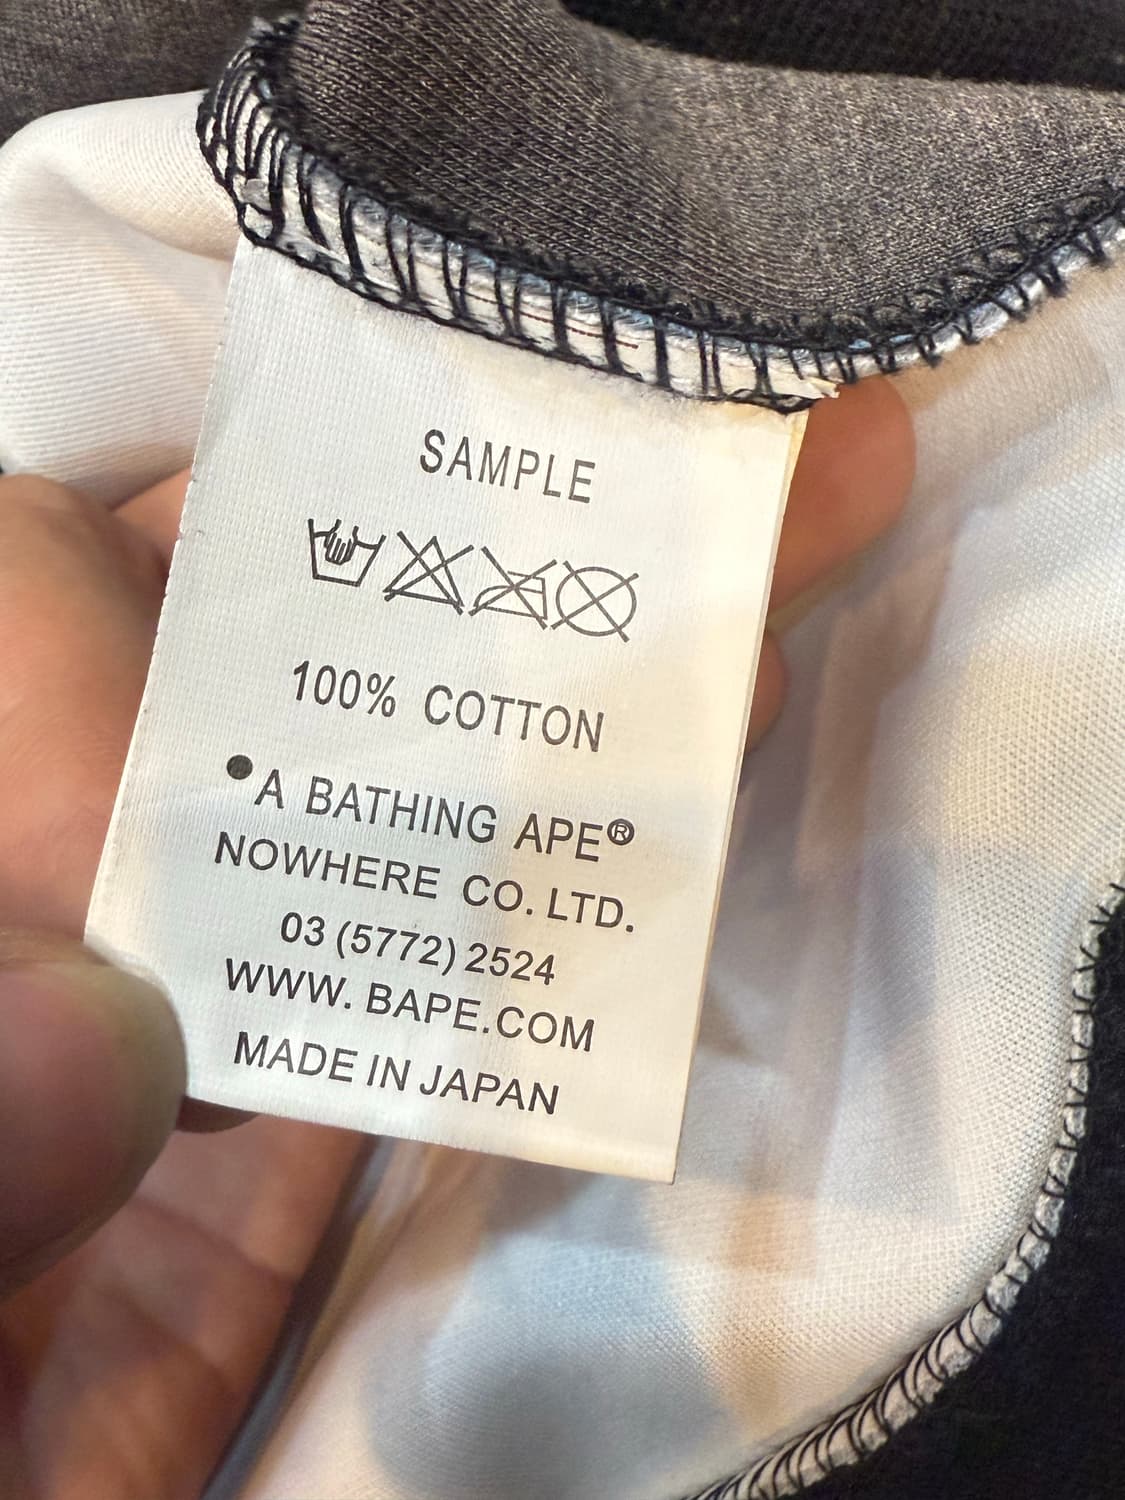 SAMPLE
100% COTTON
●A BATHING APE®
NOWHERE CO. LTD.
03 (5772) 2524
WWW. BAPE.COM
MADE IN JAPAN